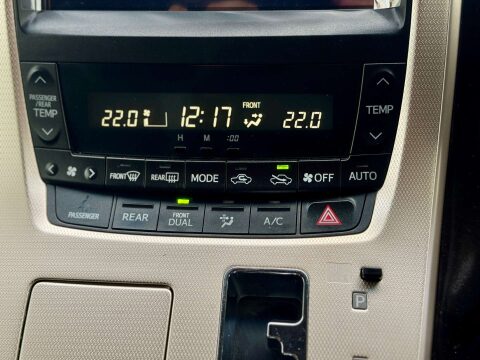 PASSENGER
/REAR
TEMP
22.0 12:17 FRONT 22.0
TEMP
H M :00
FRONT REAR MODE OFF AUTO
PASSENGER REAR FRONT DUAL A/C
P